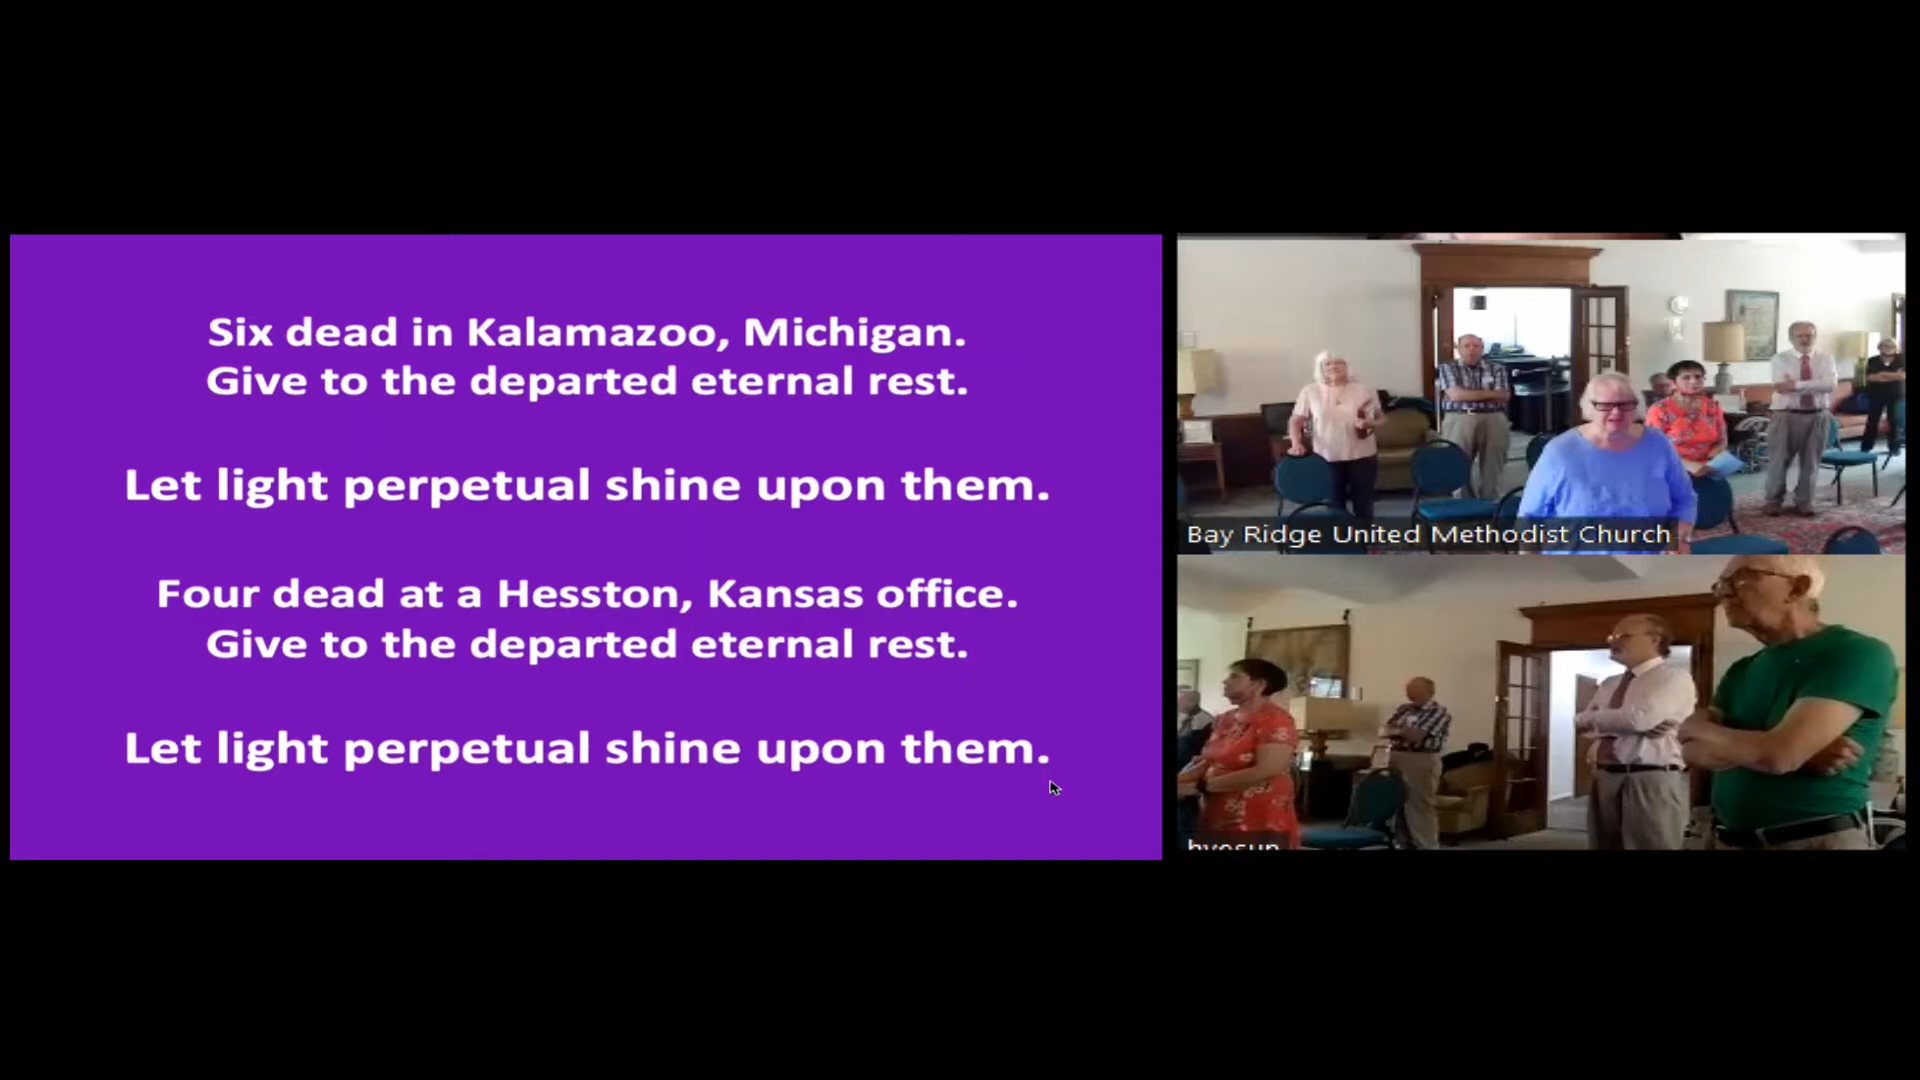 Six dead in Kalamazoo, Michigan.
Give to the departed eternal rest.
Let light perpetual shine upon them.
Four dead at a Hesston, Kansas office.
Give to the departed eternal rest.
Let light perpetual shine upon them.
Bay Ridge United Methodist Church
hyosun